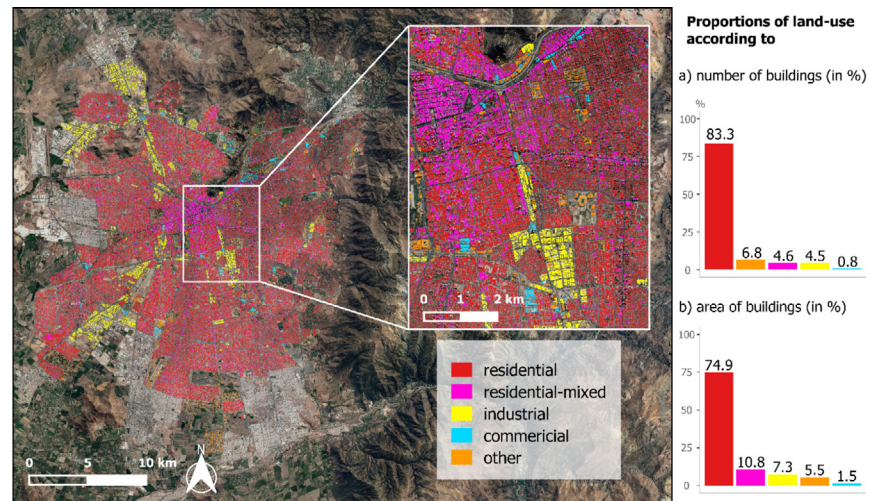 Proportions of land-use
according to
a) number of buildings (in %)
%
100
75
50
25
0
83.3
6.8
4.6
4.5
0.8
b) area of buildings (in %)
100
75
50
25
0
74.9
10.8
7.3
5.5
1.5
0 1 2 km
residential
residential-mixed
industrial
commericial
other
0 5 10 km
N